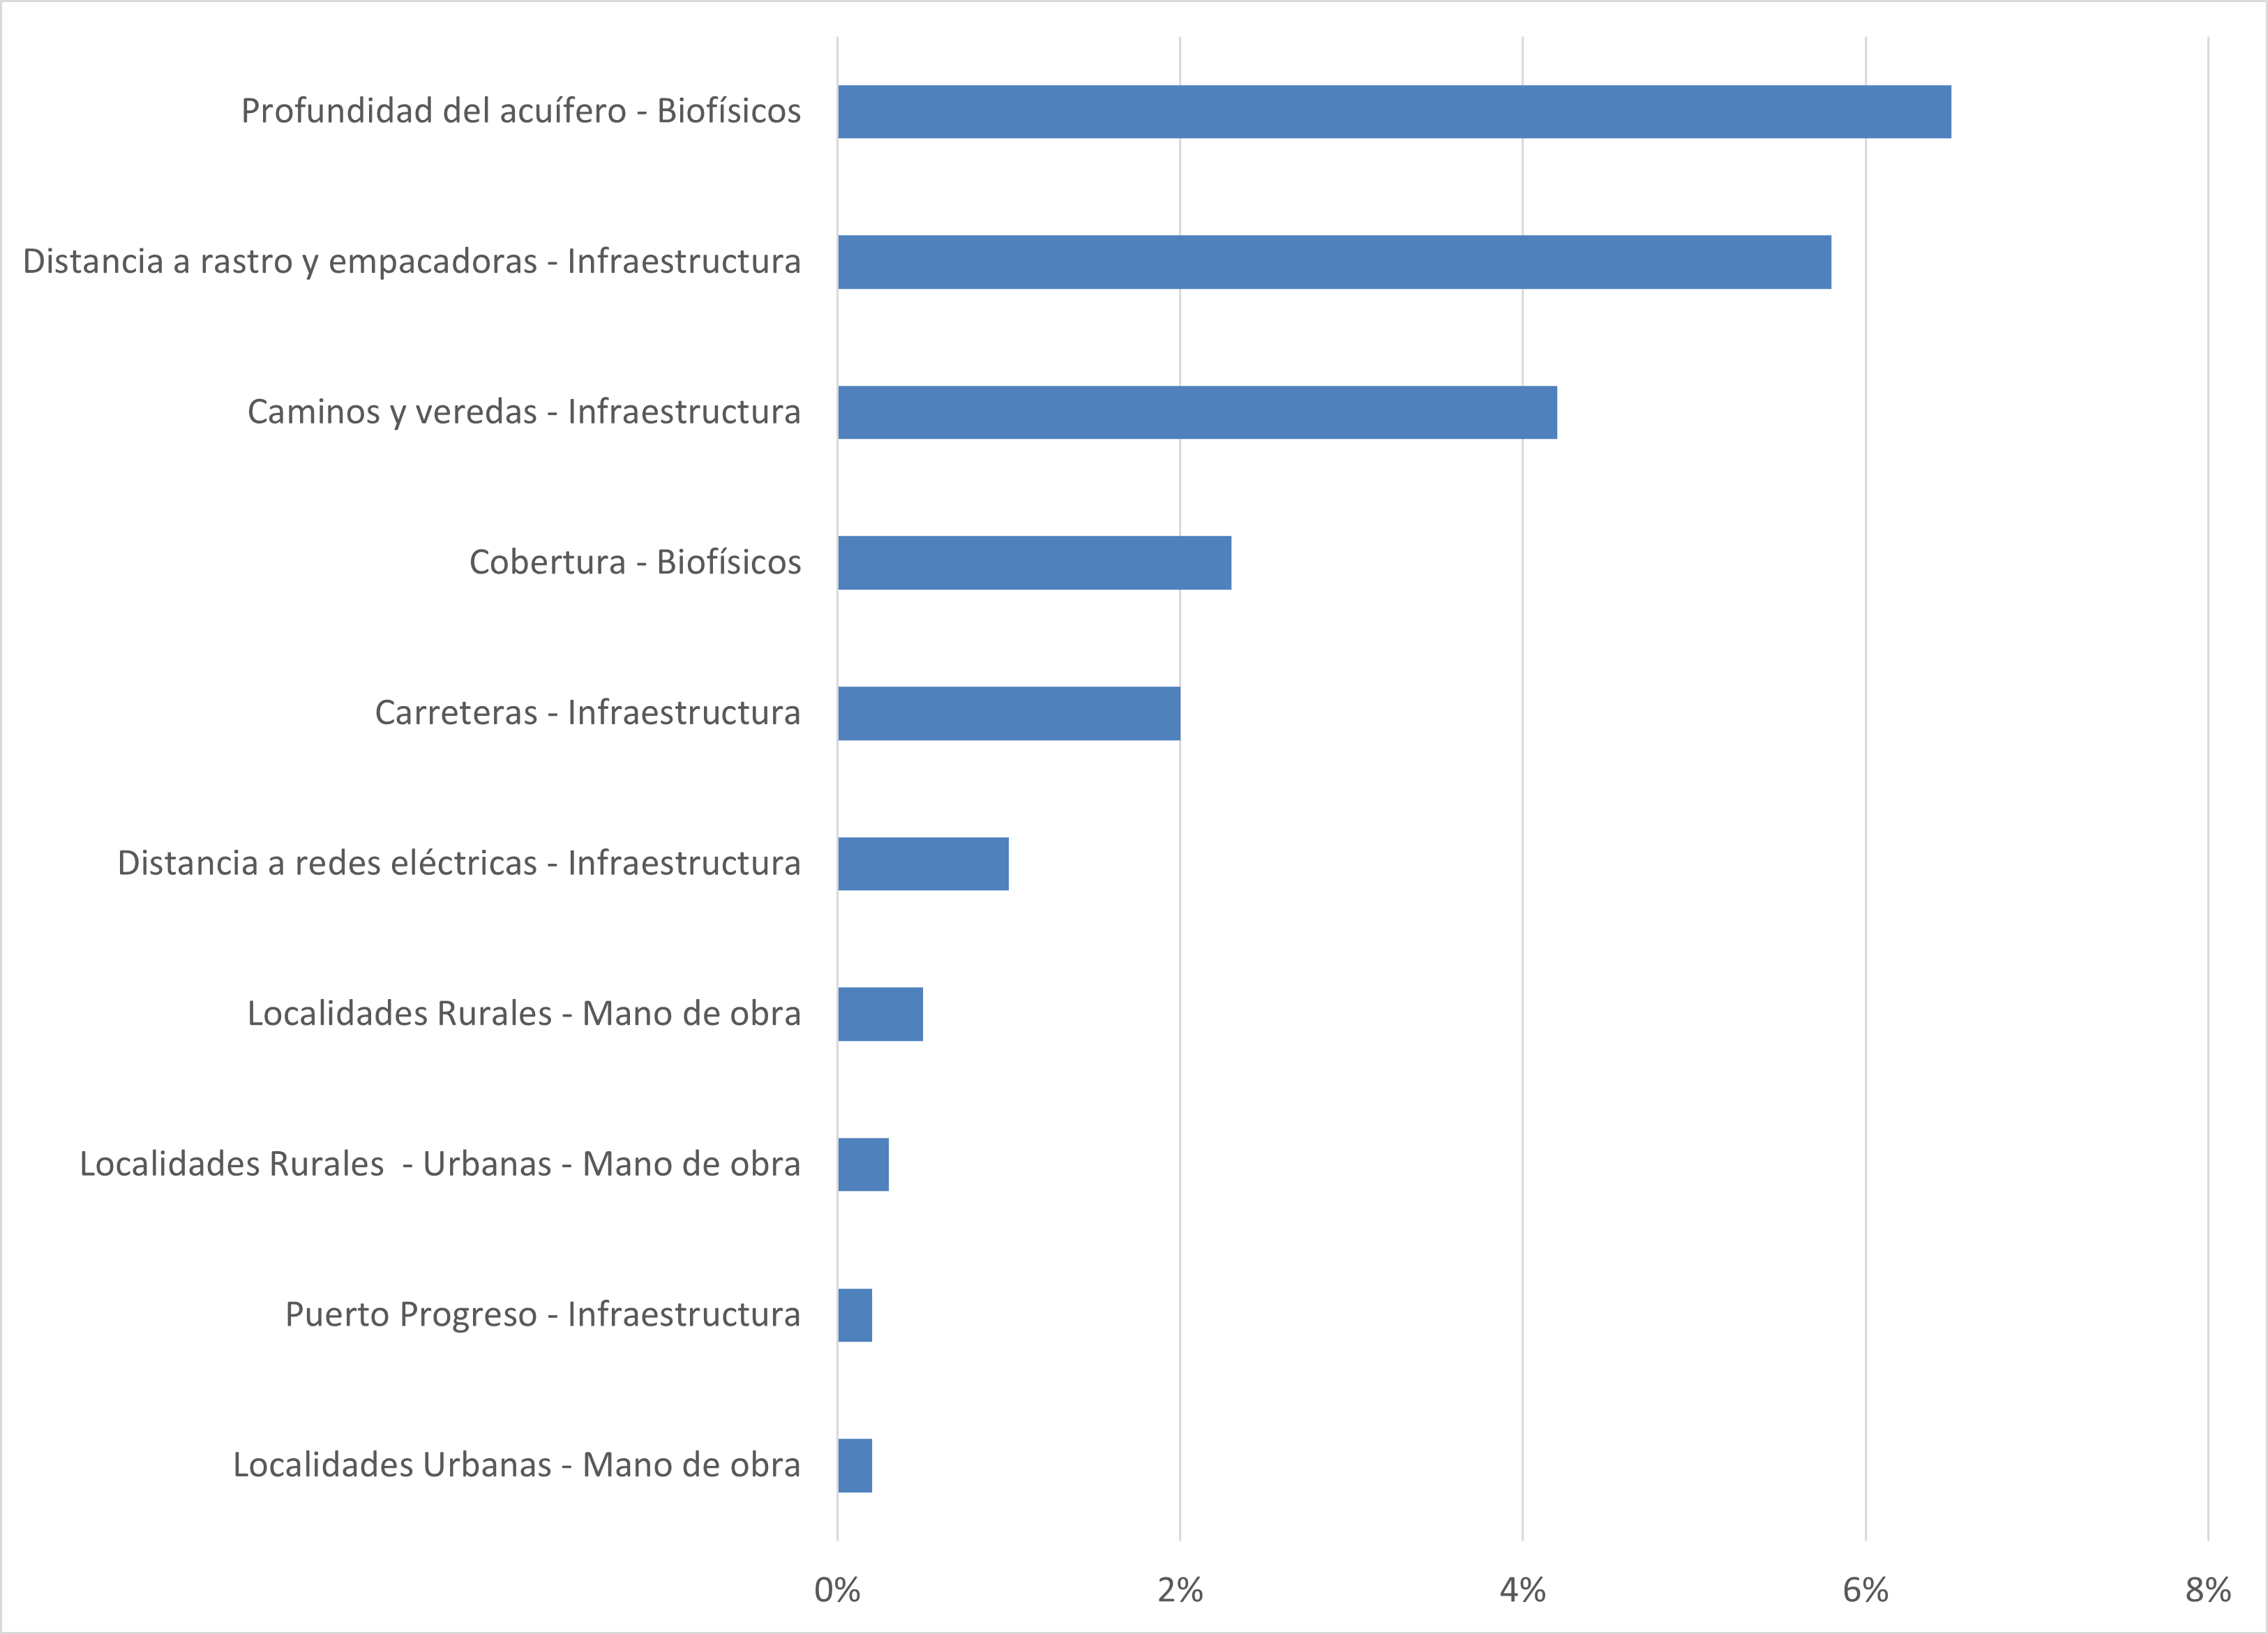 Profundidad del acuífero - Biofísicos
Distancia a rastro y empacadoras - Infraestructura
Caminos y veredas - Infraestructura
Cobertura - Biofísicos
Carreteras - Infraestructura
Distancia a redes eléctricas - Infraestructura
Localidades Rurales - Mano de obra
Localidades Rurales  - Urbanas - Mano de obra
Puerto Progreso - Infraestructura
Localidades Urbanas - Mano de obra
0% 2% 4% 6% 8%